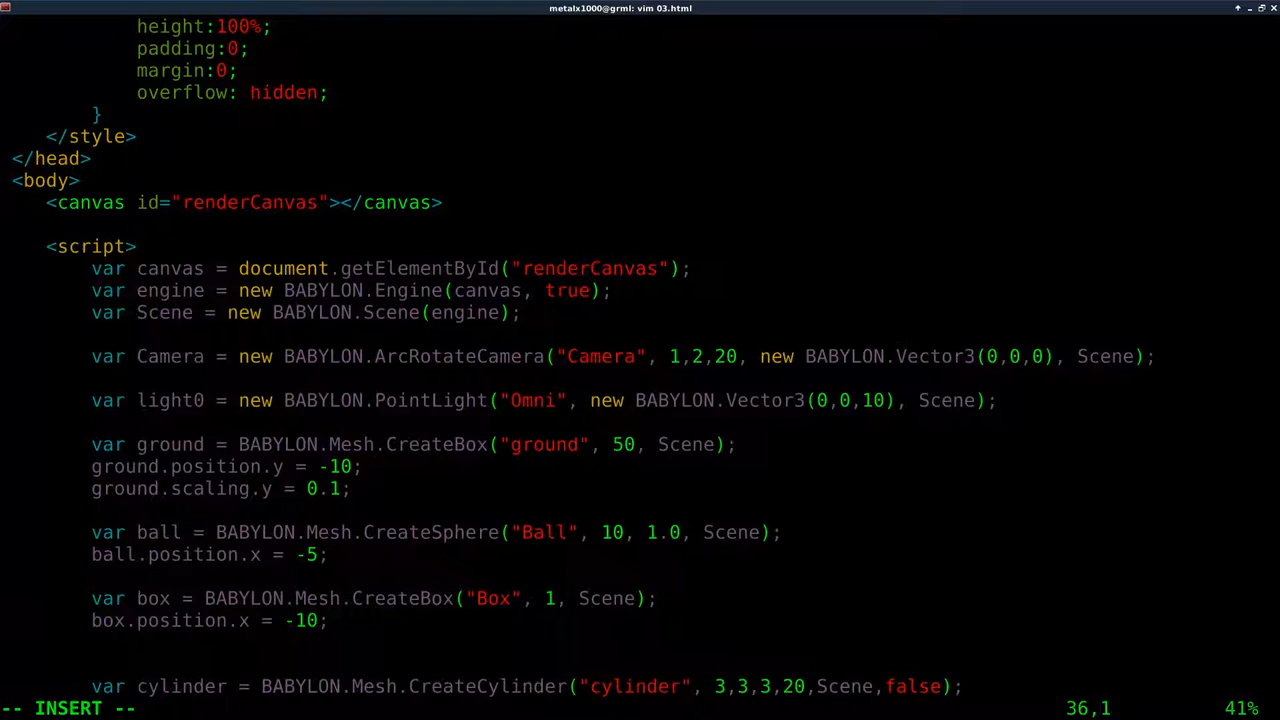 metalx1000@grml: vim 03.html
height:100%;
padding:0;
margin:0;
overflow: hidden;
}
</style>
</head>
<body>
<canvas id="renderCanvas"></canvas>
<script>
var canvas = document.getElementById("renderCanvas");
var engine = new BABYLON.Engine(canvas, true);
var Scene = new BABYLON.Scene(engine);
var Camera = new BABYLON.ArcRotateCamera("Camera", 1,2,20, new BABYLON.Vector3(0,0,0), Scene);
var light0 = new BABYLON.PointLight("Omni", new BABYLON.Vector3(0,0,10), Scene);
var ground = BABYLON.Mesh.CreateBox("ground", 50, Scene);
ground.position.y = -10;
ground.scaling.y = 0.1;
var ball = BABYLON.Mesh.CreateSphere("Ball", 10, 1.0, Scene);
ball.position.x = -5;
var box = BABYLON.Mesh.CreateBox("Box", 1, Scene);
box.position.x = -10;
var cylinder = BABYLON.Mesh.CreateCylinder("cylinder", 3,3,3,20,Scene,false);
-- INSERT -- 36,1 41%